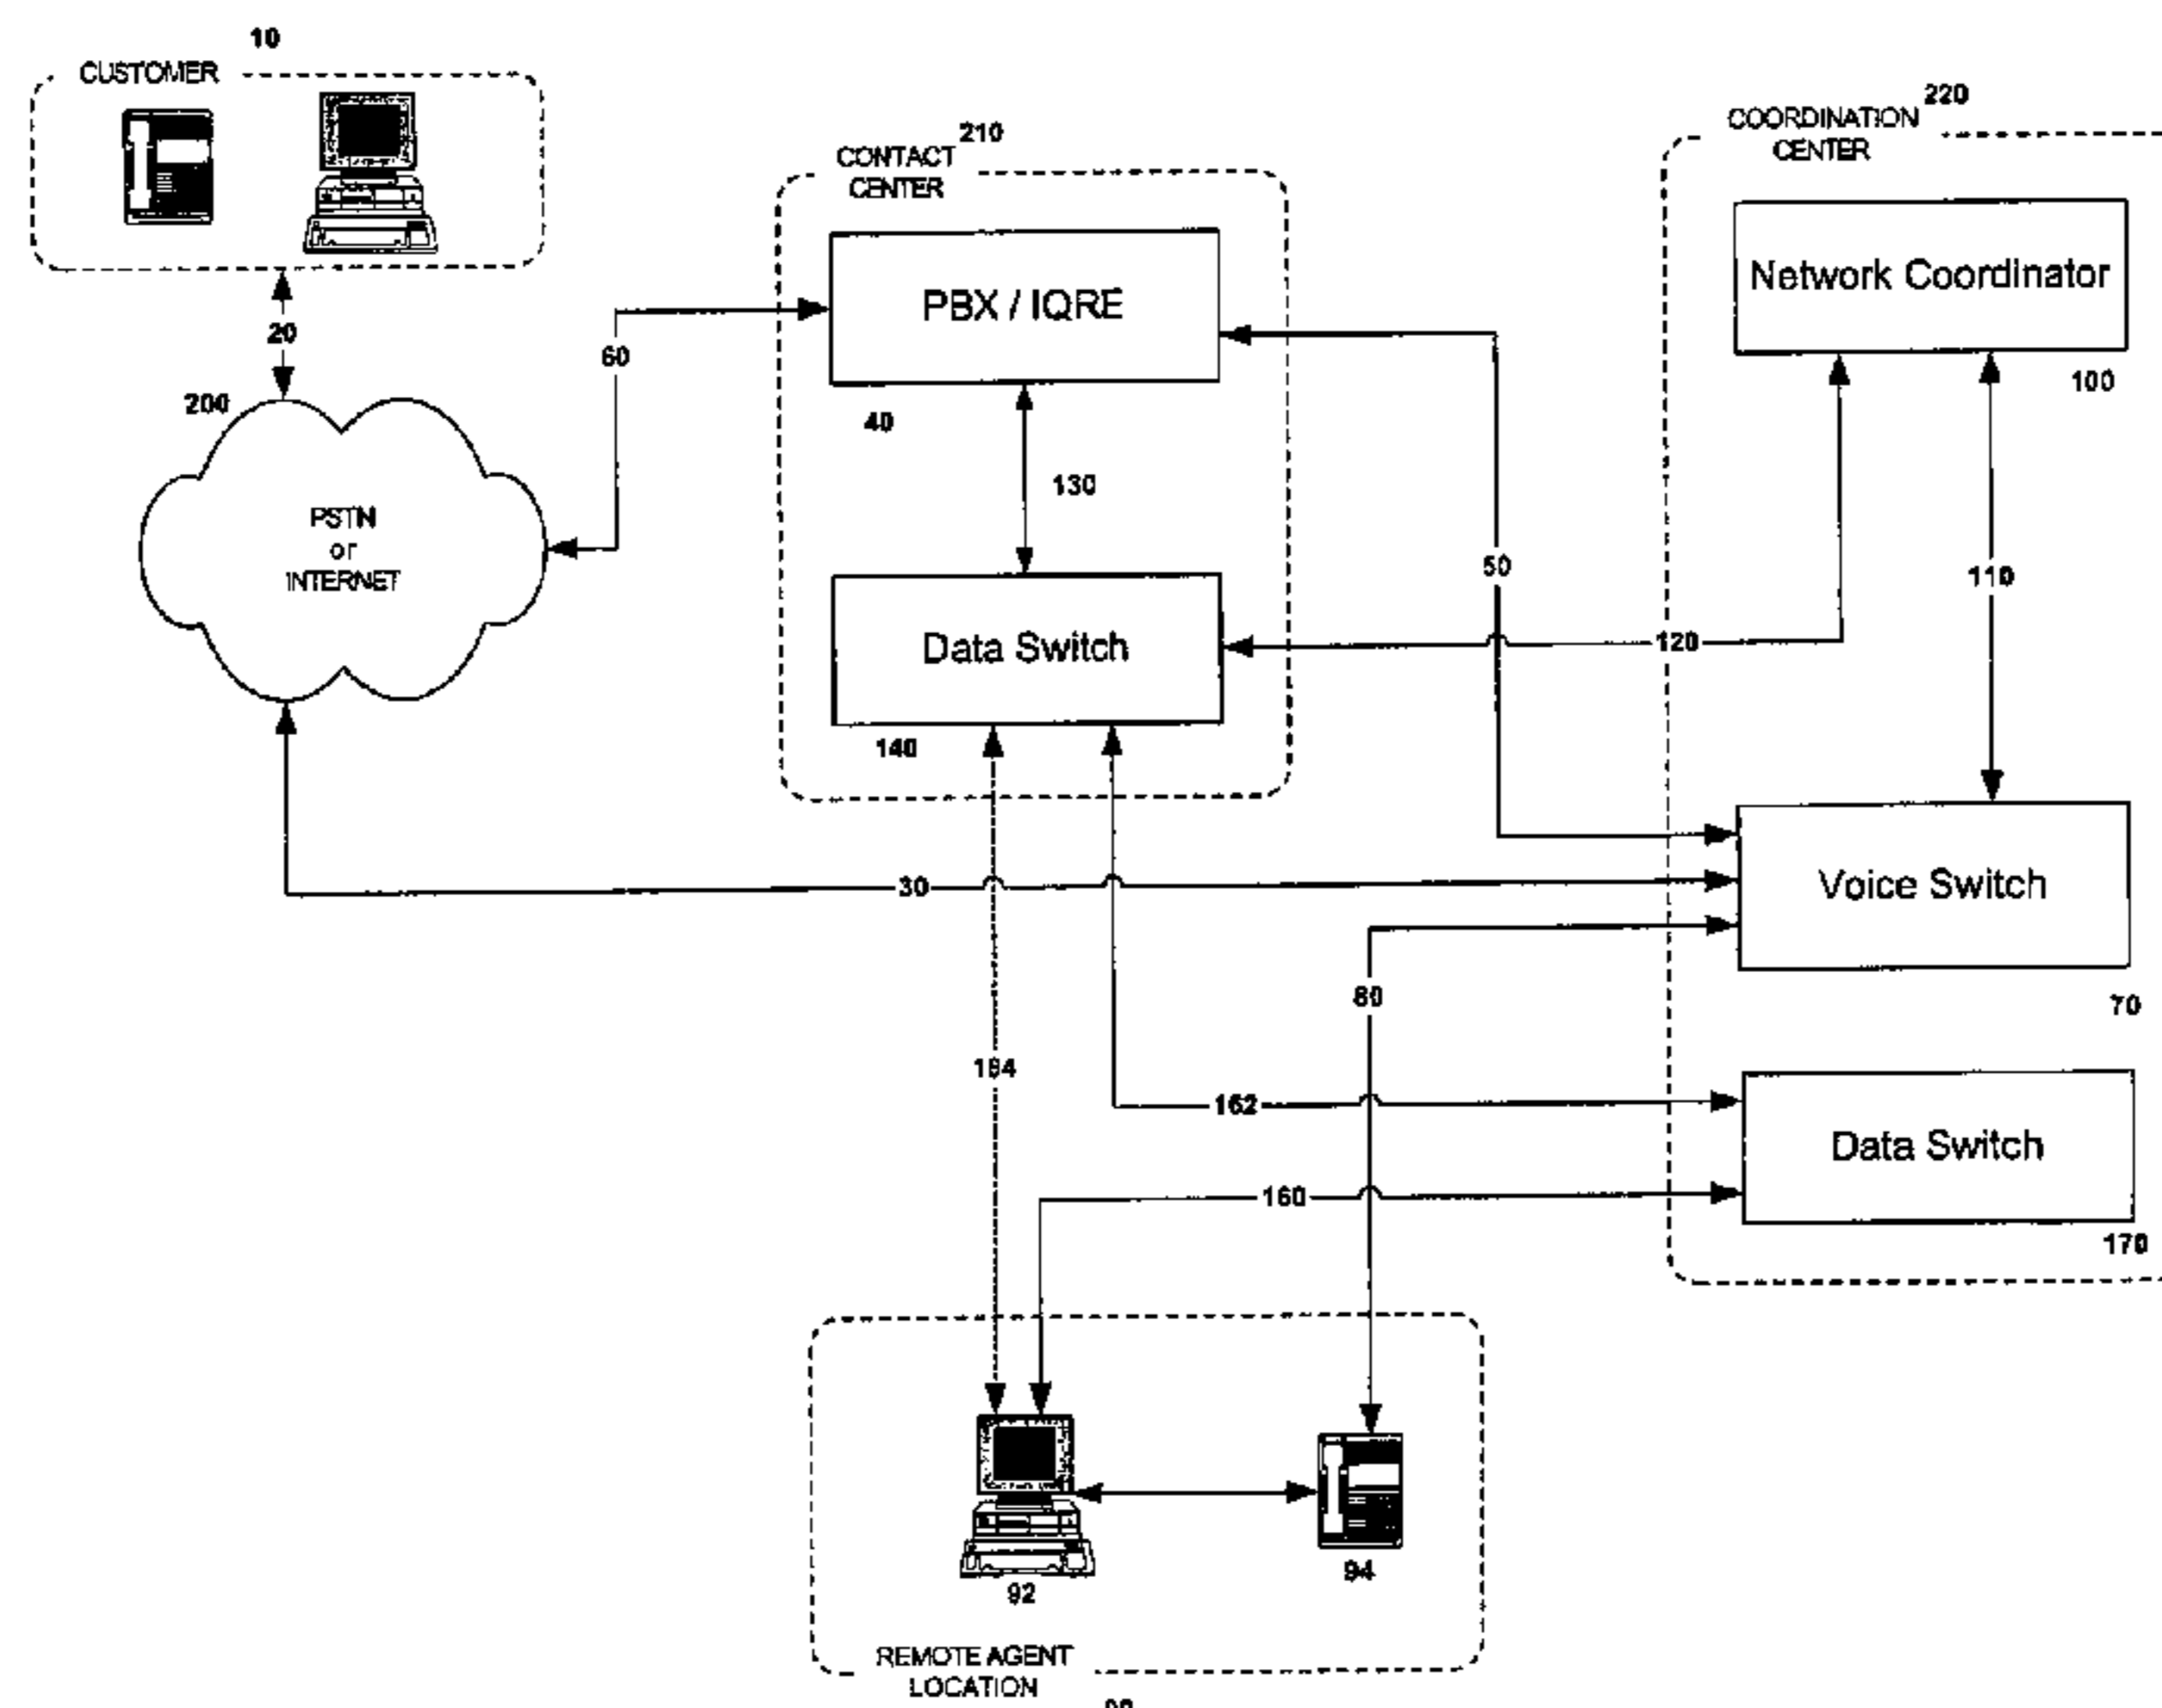 10
CUSTOMER
220
COORDINATION
CENTER
210
CONTACT
CENTER
PBX / IQRE
Network Coordinator
20
60
100
200
40
130
PSTN
or
INTERNET
50
110
Data Switch
120
140
30
Voice Switch
80
70
162
Data Switch
160
170
94
92
REMOTE AGENT
LOCATION